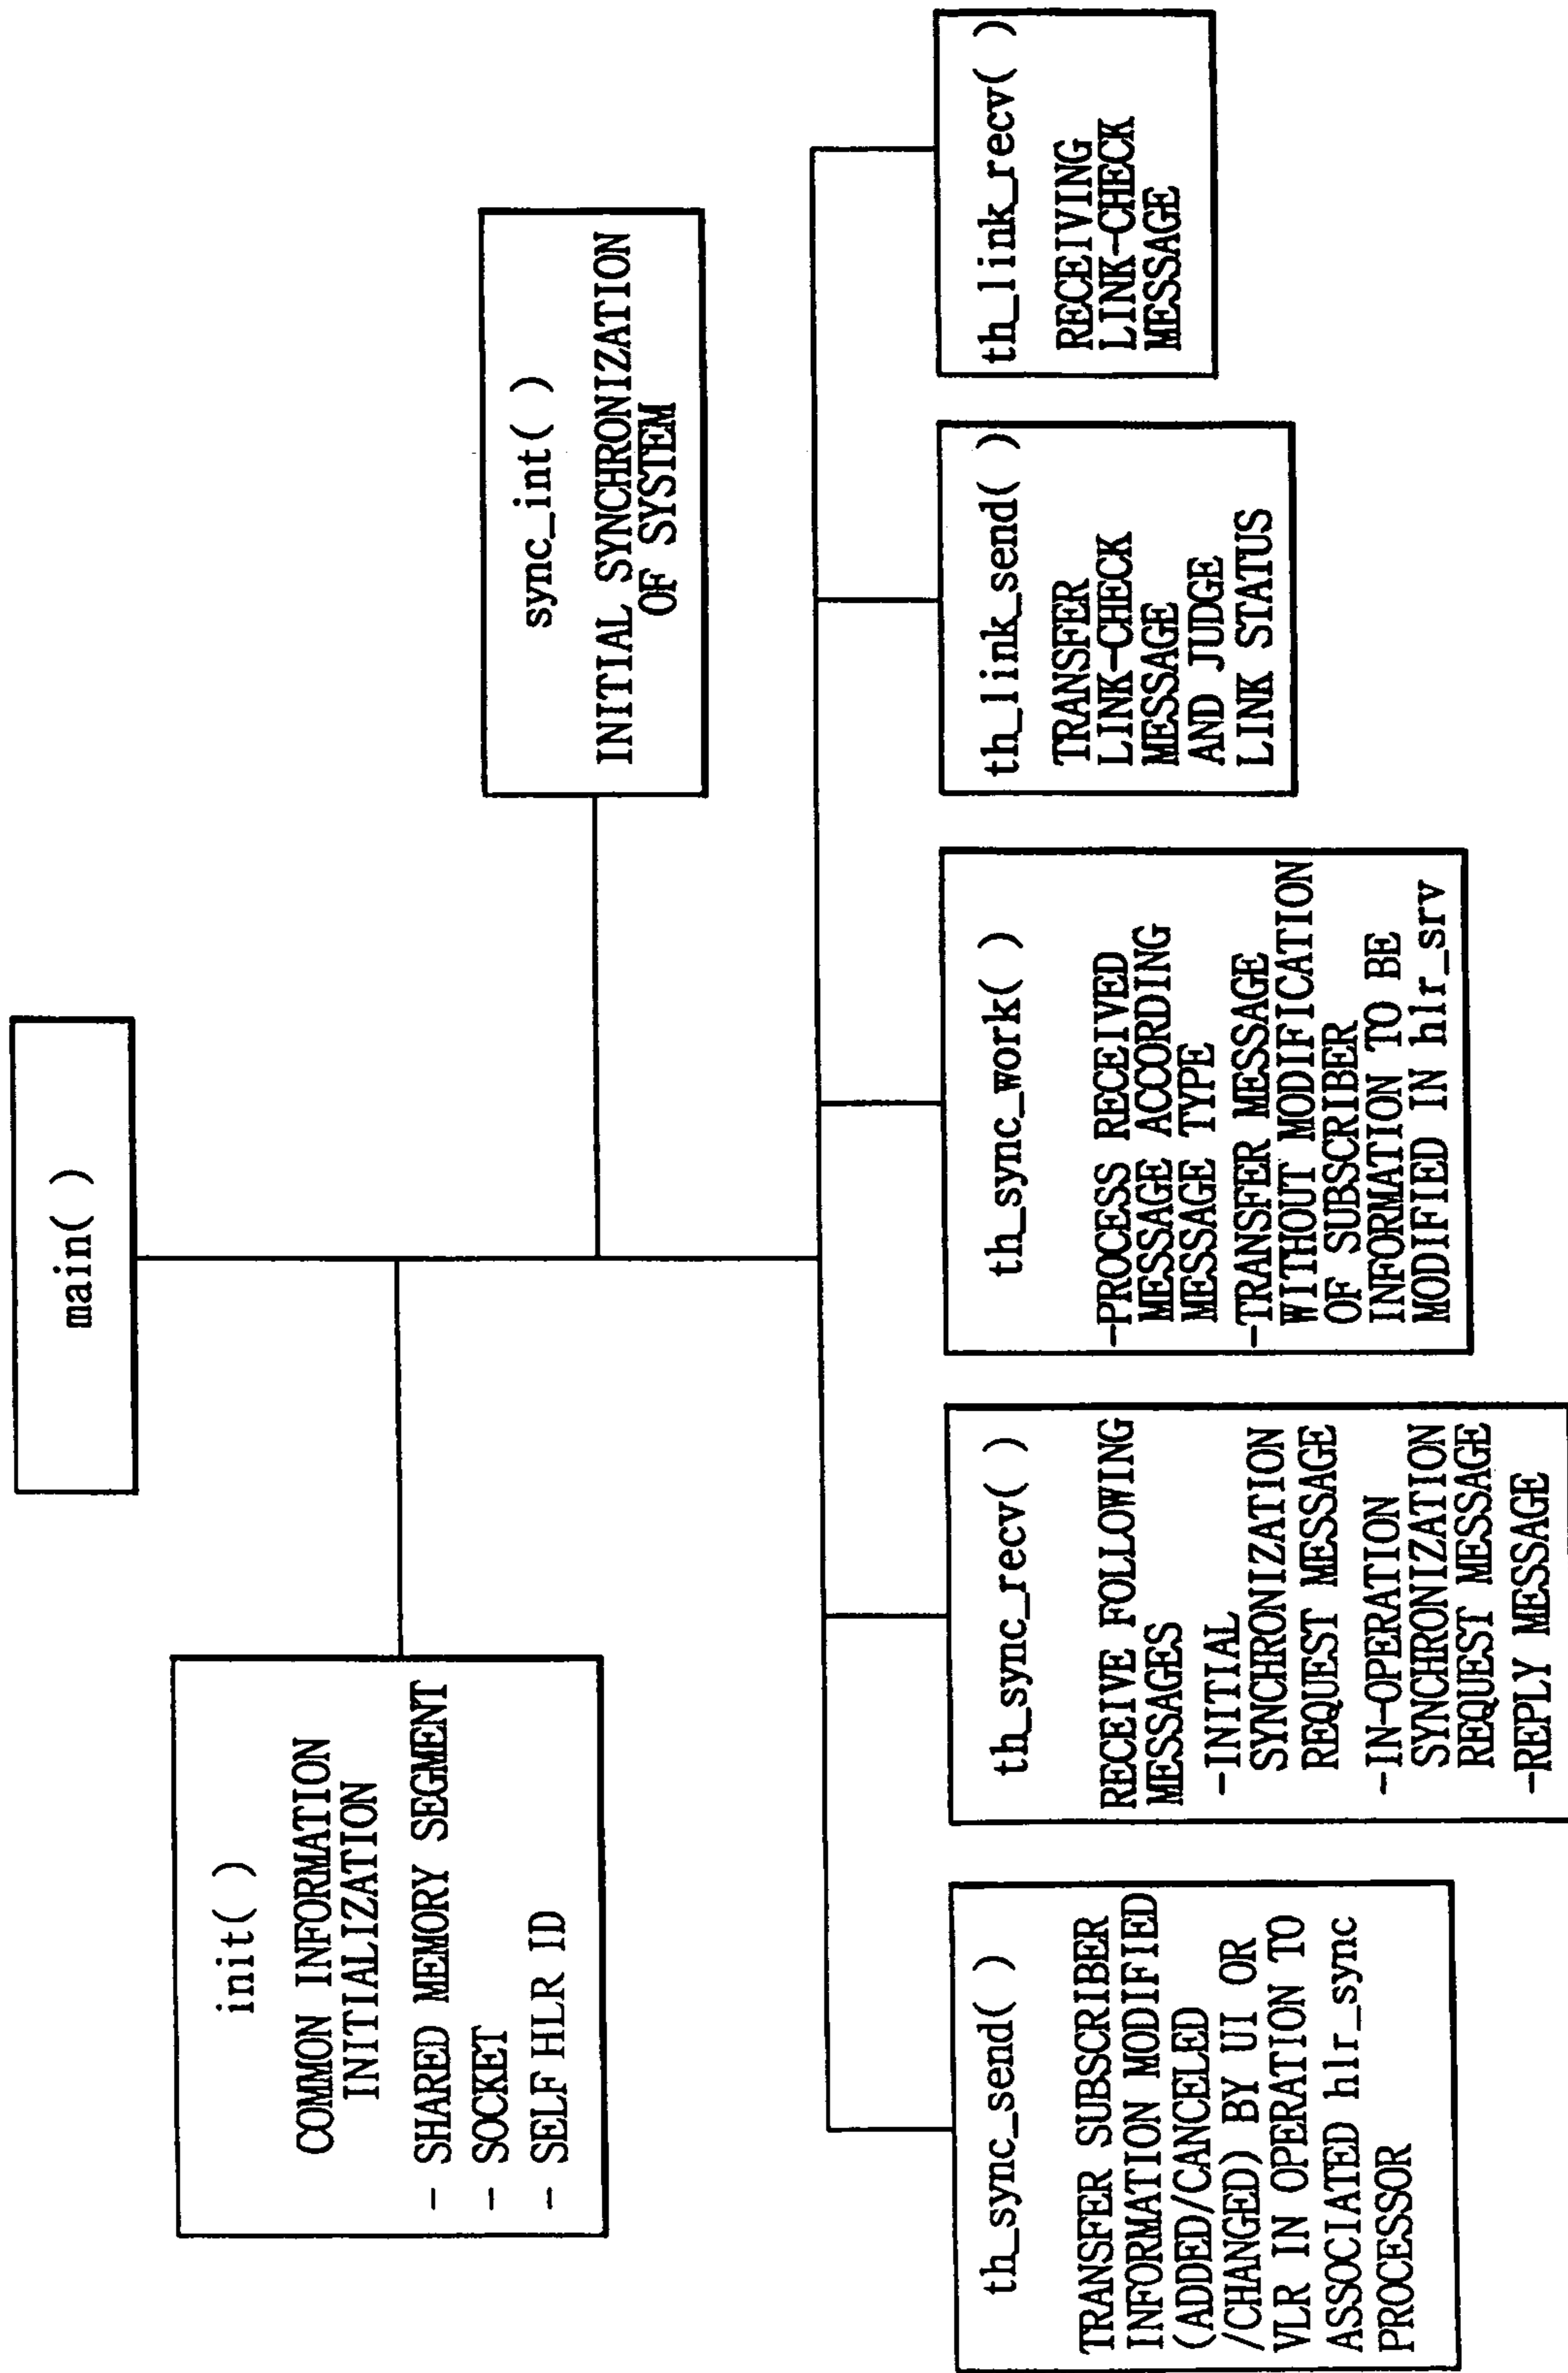 main( )
init( )
COMMON INFORMATION
INITIALIZATION
- SHARED MEMORY SEGMENT
- SOCKET
- SELF HLR ID
sync_int( )
INITIAL SYNCHRONIZATION
OF SYSTEM
th_sync_send( )
TRANSFER SUBSCRIBER
INFORMATION MODIFIED
(ADDED/CANCELED
/CHANGED) BY UI OR
VLR IN OPERATION TO
ASSOCIATED hlr_sync
PROCESSOR
th_sync_recv( )
RECEIVE FOLLOWING
MESSAGES
-INITIAL
SYNCHRONIZATION
REQUEST MESSAGE
-IN-OPERATION
SYNCHRONIZATION
REQUEST MESSAGE
-REPLY MESSAGE
th_sync_work( )
-PROCESS RECEIVED
MESSAGE ACCORDING
MESSAGE TYPE
-TRANSFER MESSAGE
WITHOUT MODIFICATION
OF SUBSCRIBER
INFORMATION TO BE
MODIFIED IN hlr_srv
th_link_send( )
TRANSFER
LINK-CHECK
MESSAGE
AND JUDGE
LINK STATUS
th_link_recv( )
RECEIVING
LINK-CHECK
MESSAGE